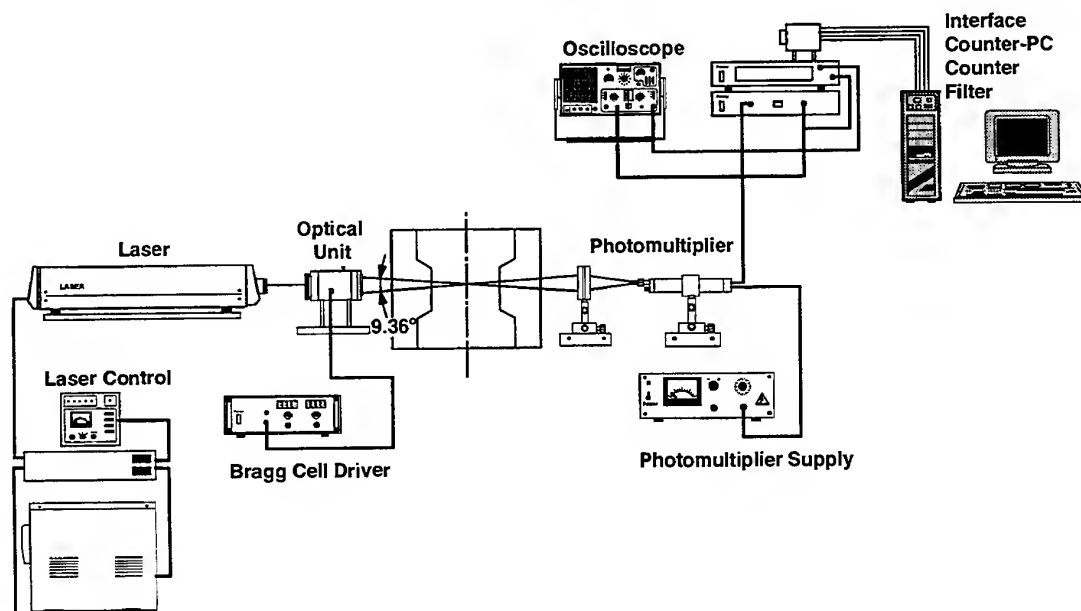 Interface
Counter-PC
Counter
Filter
Oscilloscope
Laser
Optical
Unit
Photomultiplier
LASER
9.36°
Laser Control
Bragg Cell Driver
Photomultiplier Supply